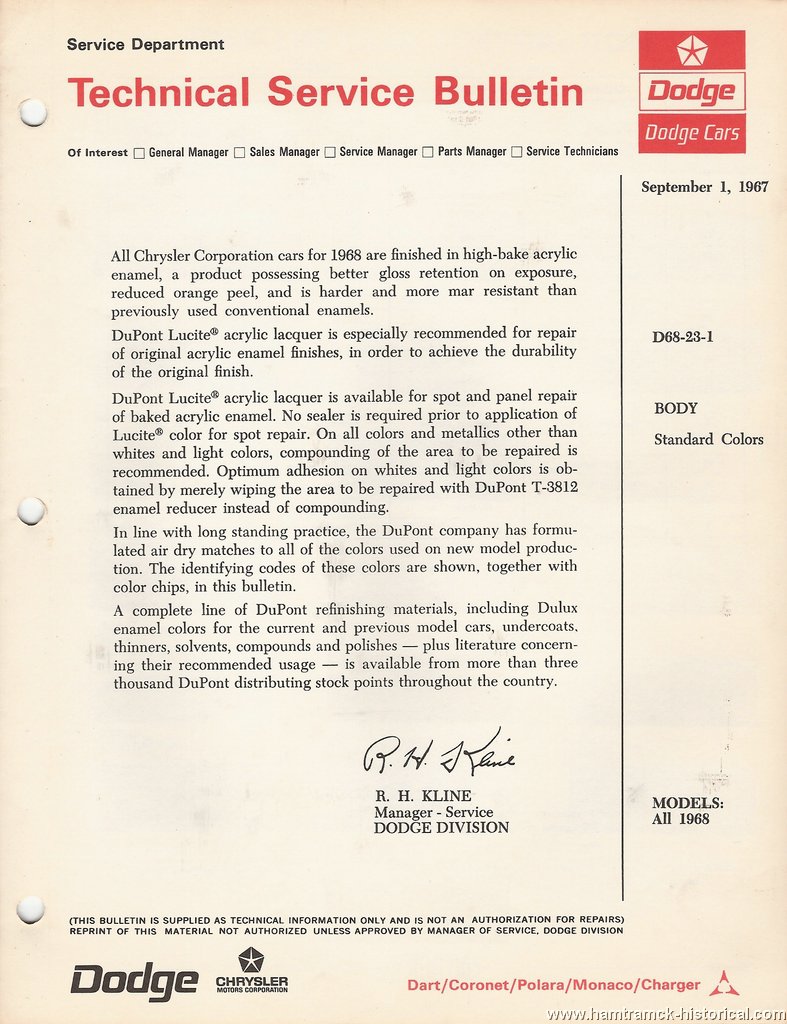 Service Department
Technical Service Bulletin
Dodge
Dodge Cars
Of Interest □ General Manager □ Sales Manager □ Service Manager □ Parts Manager □ Service Technicians
September 1, 1967
All Chrysler Corporation cars for 1968 are finished in high-bake acrylic
enamel, a product possessing better gloss retention on exposure,
reduced orange peel, and is harder and more mar resistant than
previously used conventional enamels.
DuPont Lucite® acrylic lacquer is especially recommended for repair
of original acrylic enamel finishes, in order to achieve the durability
of the original finish.
D68-23-1
DuPont Lucite® acrylic lacquer is available for spot and panel repair
of baked acrylic enamel. No sealer is required prior to application of
Lucite® color for spot repair. On all colors and metallics other than
whites and light colors, compounding of the area to be repaired is
recommended. Optimum adhesion on whites and light colors is ob-
tained by merely wiping the area to be repaired with DuPont T-3812
enamel reducer instead of compounding.
BODY
Standard Colors
In line with long standing practice, the DuPont company has formu-
lated air dry matches to all of the colors used on new model produc-
tion. The identifying codes of these colors are shown, together with
color chips, in this bulletin.
A complete line of DuPont refinishing materials, including Dulux
enamel colors for the current and previous model cars, undercoats,
thinners, solvents, compounds and polishes — plus literature concern-
ing their recommended usage — is available from more than three
thousand DuPont distributing stock points throughout the country.
R. H. Kline
R. H. KLINE
Manager - Service
DODGE DIVISION
MODELS:
All 1968
(THIS BULLETIN IS SUPPLIED AS TECHNICAL INFORMATION ONLY AND IS NOT AN AUTHORIZATION FOR REPAIRS)
REPRINT OF THIS MATERIAL NOT AUTHORIZED UNLESS APPROVED BY MANAGER OF SERVICE, DODGE DIVISION
Dodge
CHRYSLER
MOTORS CORPORATION
Dart/Coronet/Polara/Monaco/Charger
www.hamtramck-historical.com